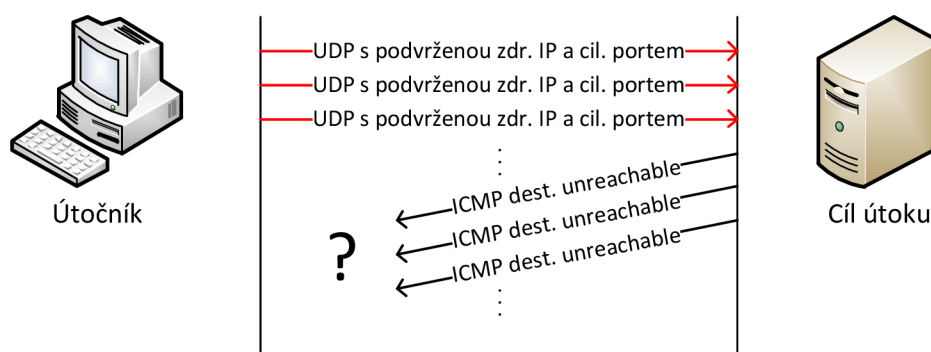 UDP s podvrženou zdr. IP a cil. portem
UDP s podvrženou zdr. IP a cil. portem
UDP s podvrženou zdr. IP a cil. portem
ICMP dest. unreachable
ICMP dest. unreachable
ICMP dest. unreachable
?
Útočník
Cíl útoku